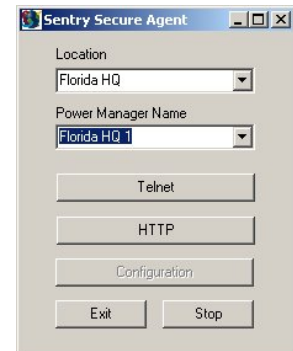 Sentry Secure Agent
Location
Florida HQ
Power Manager Name
Florida HQ 1
Telnet
HTTP
Configuration
Exit Stop